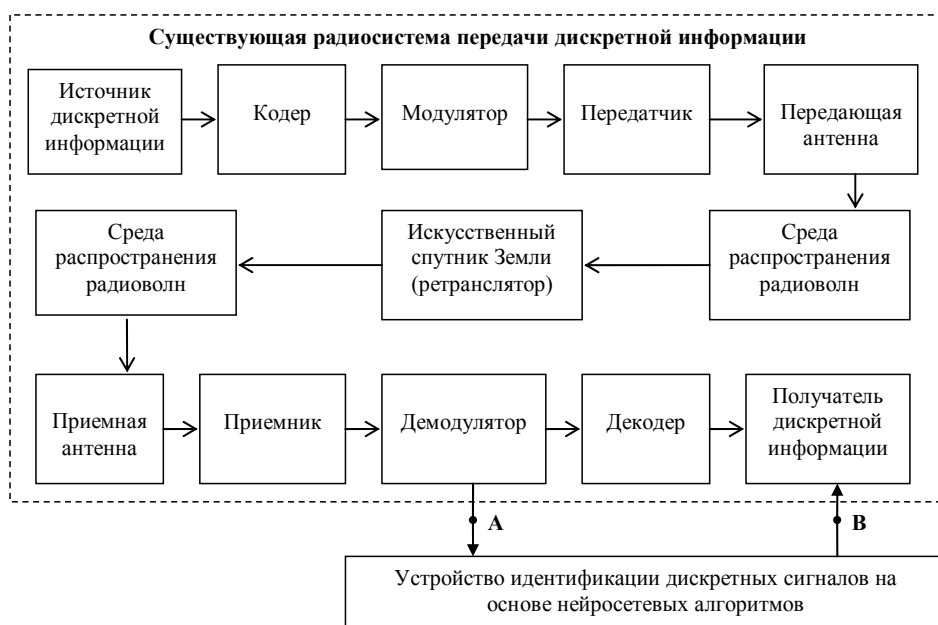 Существующая радиосистема передачи дискретной информации
Источник
дискретной
информации
Кодер
Модулятор
Передатчик
Передающая
антенна
Среда
распространения
радиоволн
Искусственный
спутник Земли
(ретранслятор)
Среда
распространения
радиоволн
Приемная
антенна
Приемник
Демодулятор
Декодер
Получатель
дискретной
информации
А
В
Устройство идентификации дискретных сигналов на
основе нейросетевых алгоритмов